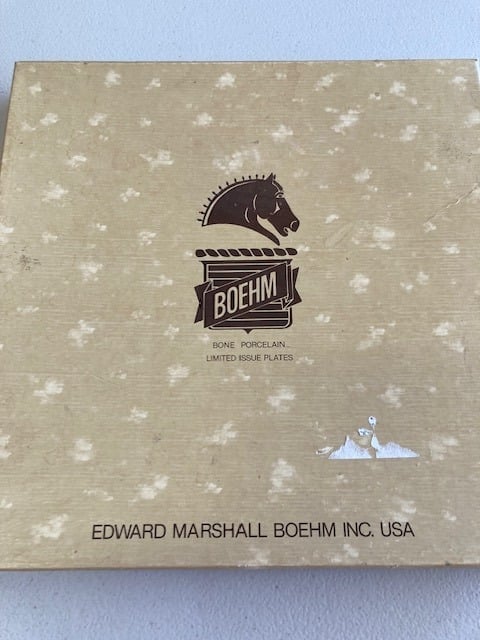 BOEHM
BONE PORCELAIN
LIMITED ISSUE PLATES
EDWARD MARSHALL BOEHM INC. USA